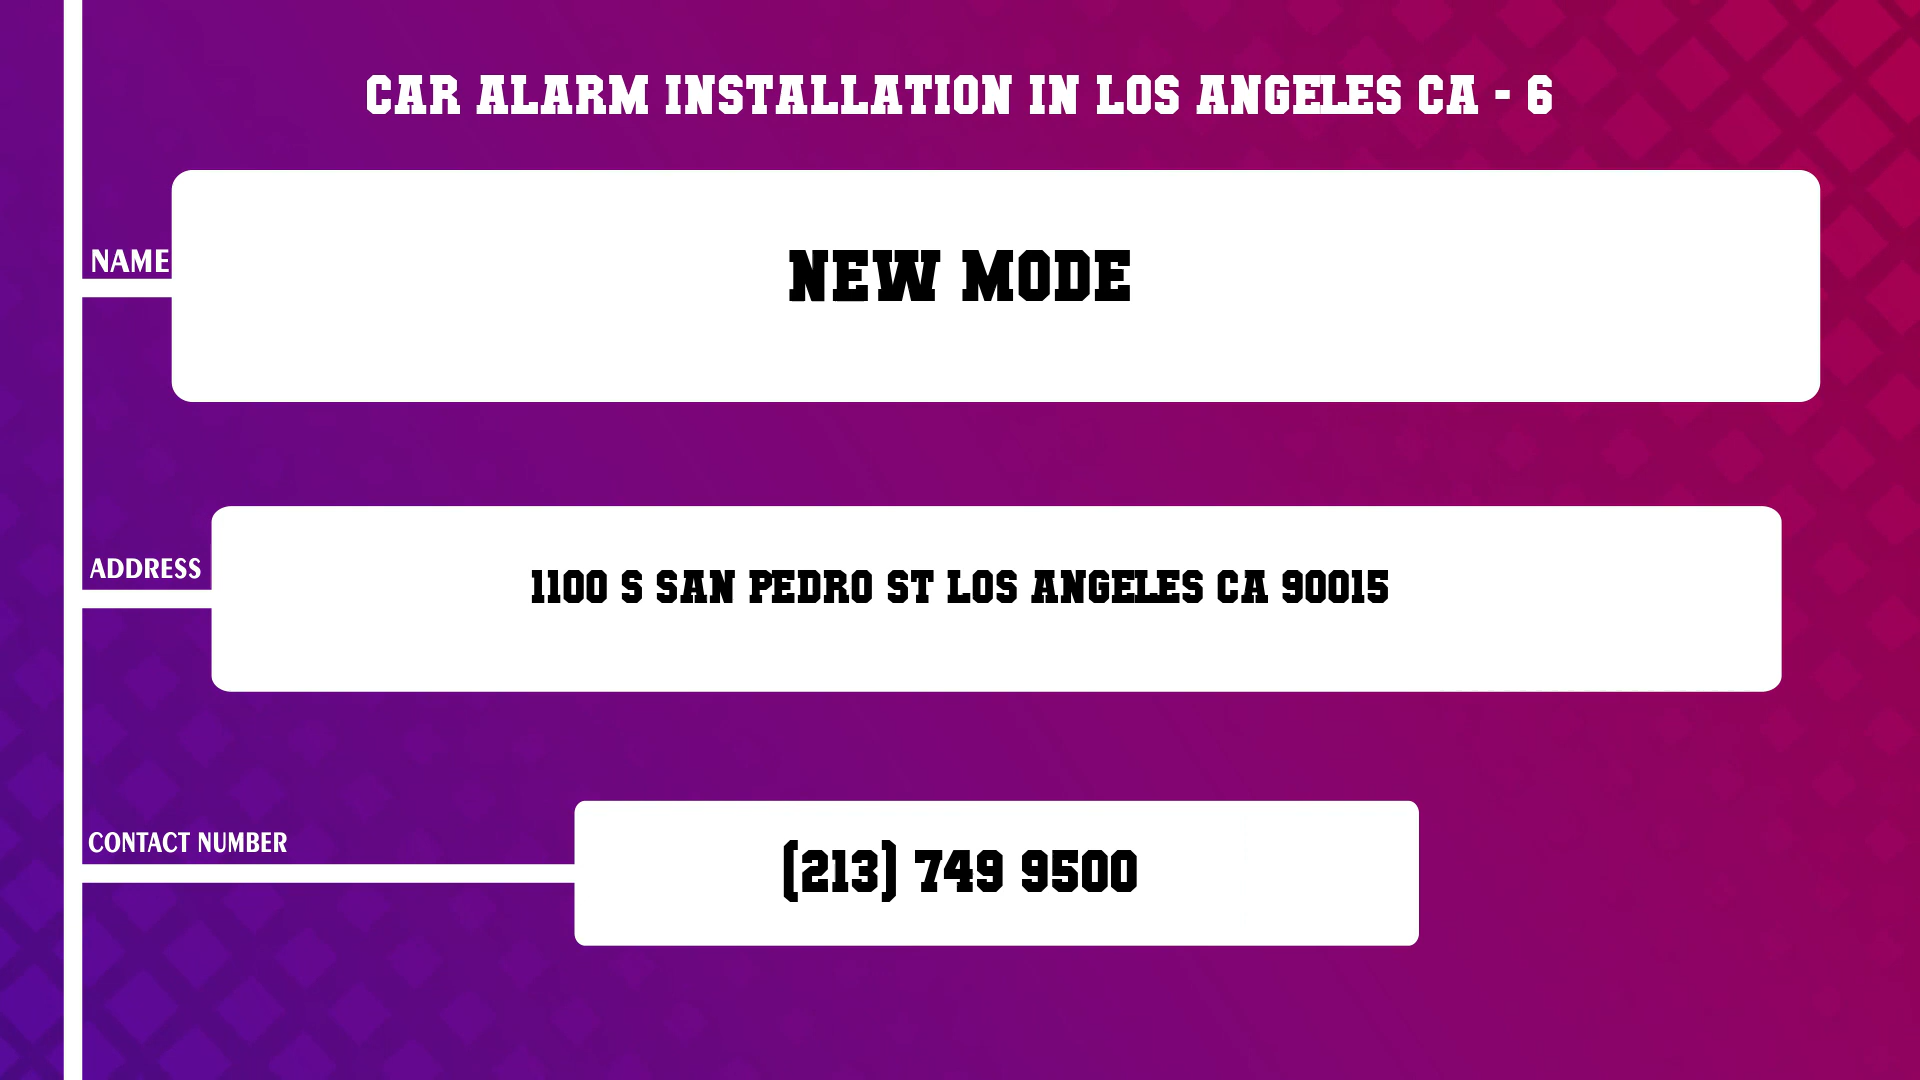 CAR ALARM INSTALLATION IN LOS ANGELES CA - 6
NAME
NEW MODE
ADDRESS
1100 S SAN PEDRO ST LOS ANGELES CA 90015
CONTACT NUMBER
(213) 749 9500